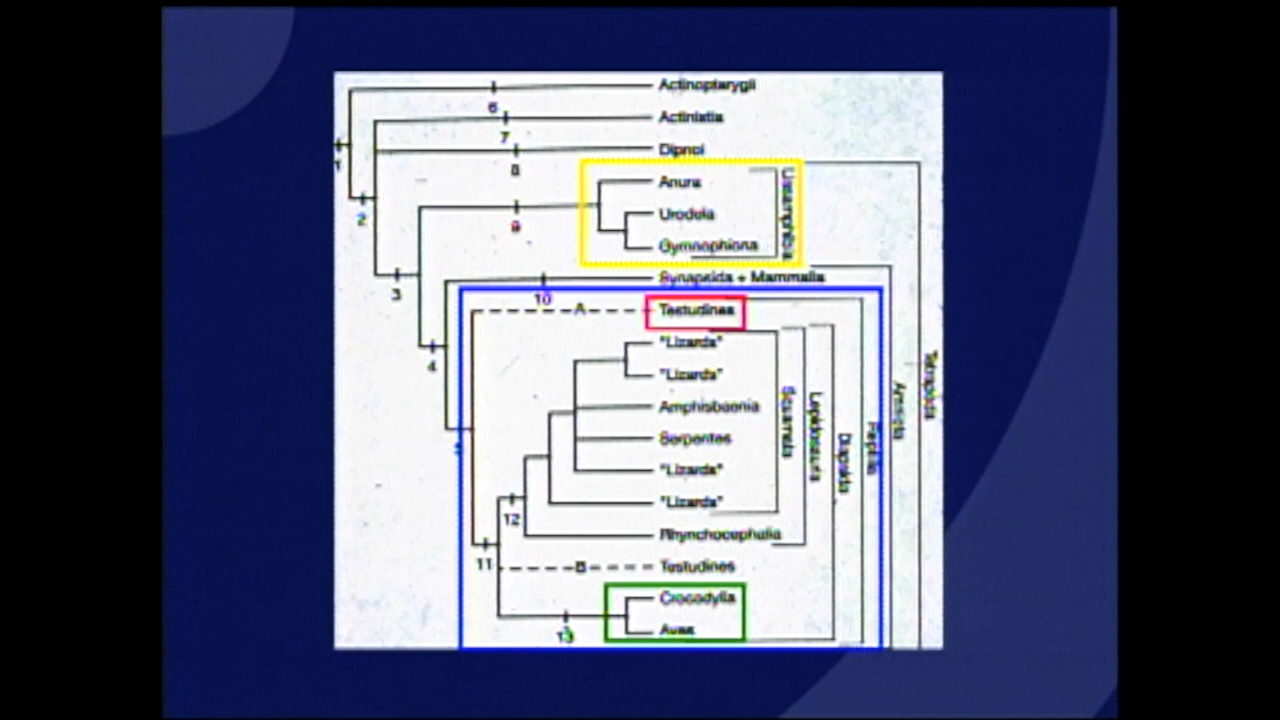 Actinopterygii
6
Actinistia
7
1
Dipnoi
8
Anura
2
Urodela
9
Gymnophiona
Lissamphibia
3
Synapsida + Mammalia
10
A
Testudines
4
"Lizards"
"Lizards"
Amphisbaenia
Serpentes
"Lizards"
"Lizards"
12
Rhynchocephalia
11
B
Testudines
Crocodylia
13
Aves
Squamata
Lepidosauria
Diapsida
Reptilia
Amniota
Tetrapoda